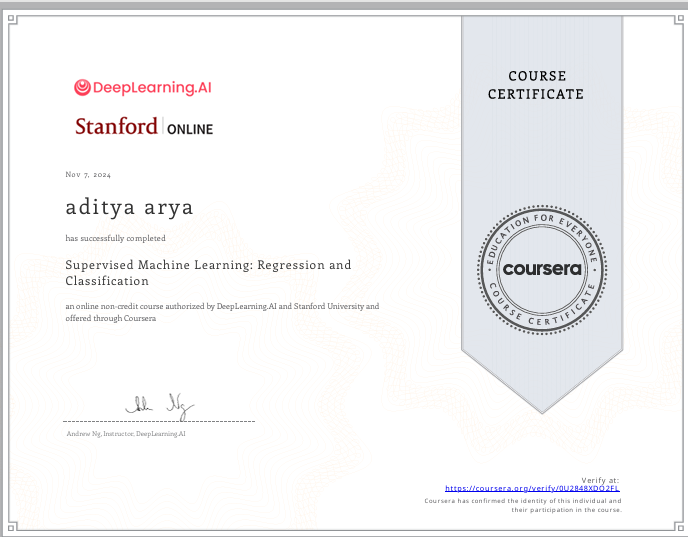 DeepLearning.AI
Stanford ONLINE
Nov 7, 2024
aditya arya
has successfully completed
Supervised Machine Learning: Regression and
Classification
an online non-credit course authorized by DeepLearning.AI and Stanford University and
offered through Coursera
Andrew Ng, Instructor, DeepLearning.AI
COURSE
CERTIFICATE
EDUCATION FOR EVERYONE
coursera
COURSE CERTIFICATE
Verify at:
https://coursera.org/verify/0U2848XDO2FL
Coursera has confirmed the identity of this individual and
their participation in the course.